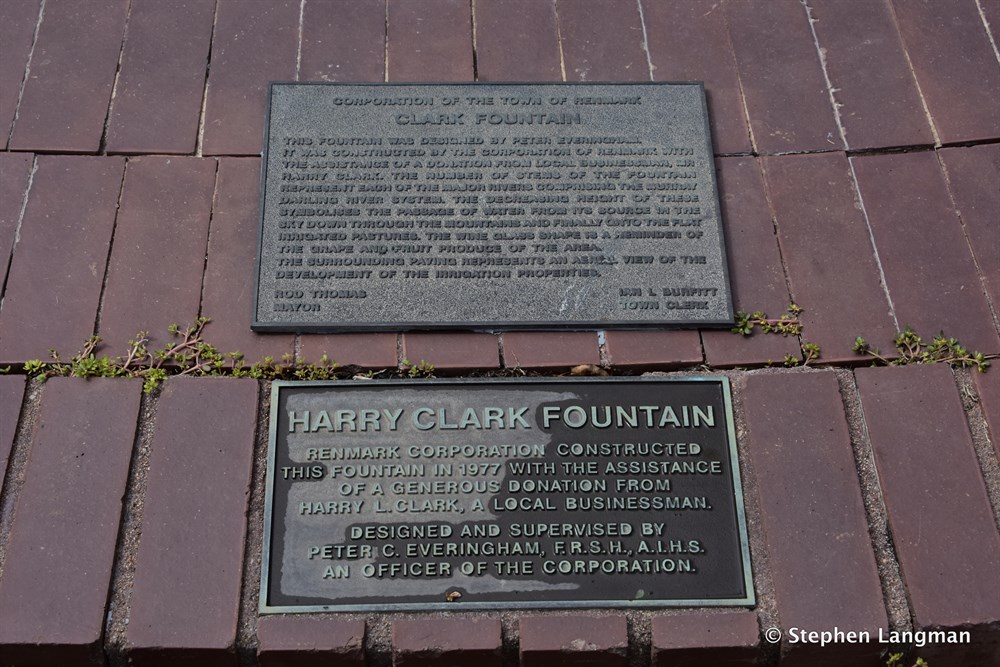 CORPORATION OF THE TOWN OF RENMARK
CLARK FOUNTAIN
THIS FOUNTAIN WAS DESIGNED BY PETER EVERINGHAM.
IT WAS CONSTRUCTED BY THE CORPORATION OF RENMARK WITH
THE ASSISTANCE OF A DONATION FROM LOCAL BUSINESSMAN, MR
HARRY CLARK. THE NUMBER OF STEMS OF THE FOUNTAIN
REPRESENT EACH OF THE MAJOR RIVERS COMPRISING THE MURRAY
DARLING RIVER SYSTEM. THE DECREASING HEIGHT OF THESE
SYMBOLISES THE PASSAGE OF WATER FROM ITS SOURCE IN THE
SKY DOWN THROUGH THE MOUNTAINS AND FINALLY ONTO THE FLAT
IRRIGATED PASTURES. THE WINE GLASS SHAPE IS A REMINDER OF
THE GRAPE AND FRUIT PRODUCE OF THE AREA.
THE SURROUNDING PAVING REPRESENTS AN AERIAL VIEW OF THE
DEVELOPMENT OF THE IRRIGATION PROPERTIES.
ROD THOMAS IAN L BURFITT
MAYOR TOWN CLERK
HARRY CLARK FOUNTAIN
RENMARK CORPORATION CONSTRUCTED
THIS FOUNTAIN IN 1977 WITH THE ASSISTANCE
OF A GENEROUS DONATION FROM
HARRY L. CLARK, A LOCAL BUSINESSMAN.
DESIGNED AND SUPERVISED BY
PETER C. EVERINGHAM, F.R.S.H., A.I.H.S.
AN OFFICER OF THE CORPORATION.
© Stephen Langman